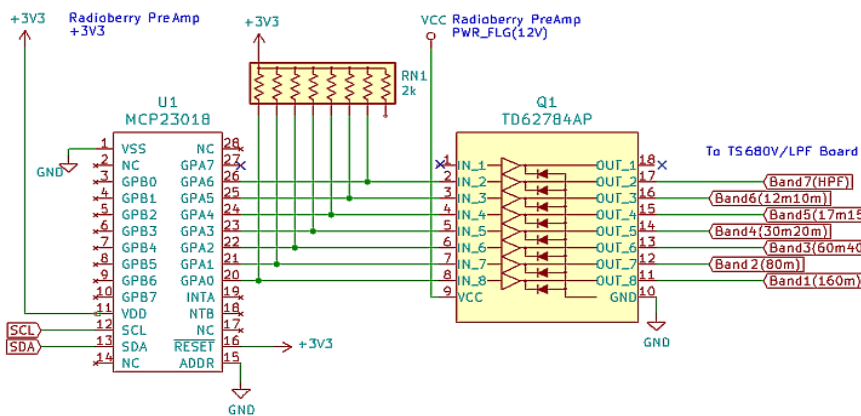 +3V3
Radioberry PreAmp
+3V3
+3V3
VCC
Radioberry PreAmp
PWR_FLG(12V)
RN1
2k
U1
MCP23018
Q1
TD62784AP
To TS680V/LPF Board
GND
1 VSS NC 28
2 NC GPA7 27
3 GPB0 GPA6 26
4 GPB1 GPA5 25
5 GPB2 GPA4 24
6 GPB3 GPA3 23
7 GPB4 GPA2 22
8 GPB5 GPA1 21
9 GPB6 GPA0 20
10 GPB7 INTA 19
11 VDD NTB 18
12 SCL NC 17
13 SDA RESET 16
14 NC ADDR 15
SCL
SDA
+3V3
GND
1 IN_1 OUT_1 18
2 IN_2 OUT_2 17 Band7(HPF)
3 IN_3 OUT_3 16 Band6(12m10m)
4 IN_4 OUT_4 15 Band5(17m15
5 IN_5 OUT_5 14 Band4(30m20m)
6 IN_6 OUT_6 13 Band3(60m40
7 IN_7 OUT_7 12 Band2(80m)
8 IN_8 OUT_8 11 Band1(160m)
9 VCC GND 10
GND